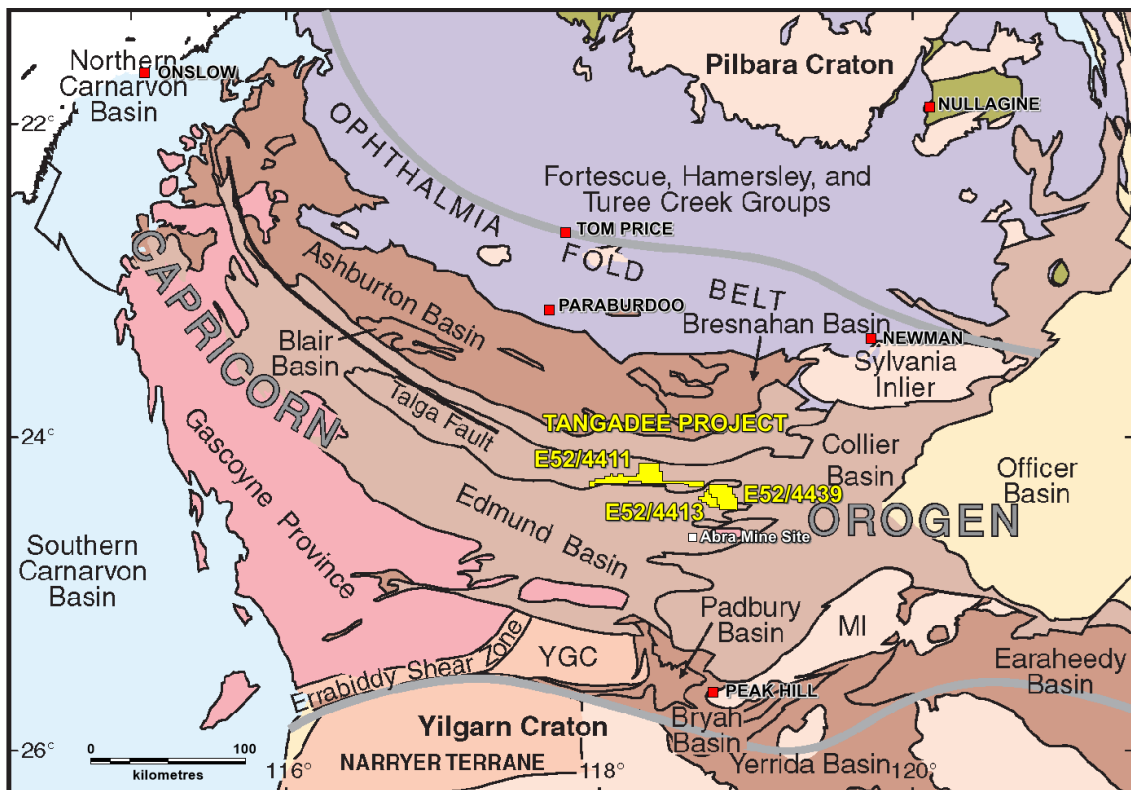 Northern
Carnarvon
Basin
ONSLOW
Pilbara Craton
NULLAGINE
22°
OPHTHALMIA
FOLD
BELT
Fortescue, Hamersley, and
Turee Creek Groups
TOM PRICE
PARABURDOO
CAPRICORN
Ashburton Basin
Bresnahan Basin
NEWMAN
Sylvania
Inlier
Blair
Basin
Talga Fault
24°
TANGADEE PROJECT
E52/4411
E52/4413
E52/4439
Collier
Basin
Officer
Basin
OROGEN
Abra Mine Site
Gascoyne Province
Edmund Basin
Southern
Carnarvon
Basin
Padbury
Basin
MI
Earaheedy
Basin
Errabiddy Shear Zone
YGC
PEAK HILL
Bryah
Basin
Yilgarn Craton
NARRYER TERRANE
Yerrida Basin
26°
0
100
kilometres
116°
118°
120°